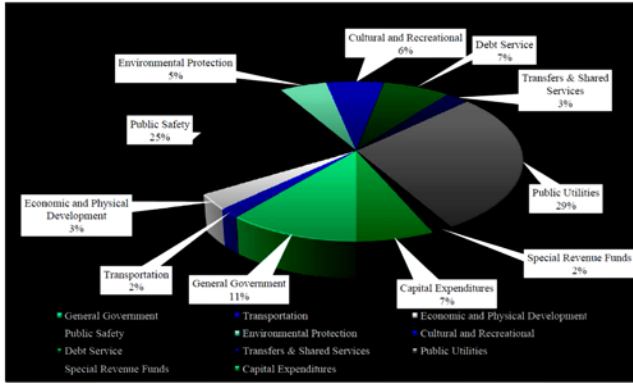 Cultural and Recreational
6%
Debt Service
7%
Environmental Protection
5%
Transfers & Shared
Services
3%
Public Safety
25%
Public Utilities
29%
Economic and Physical
Development
3%
Special Revenue Funds
2%
Transportation
2%
General Government
11%
Capital Expenditures
7%
General Government
Transportation
Economic and Physical Development
Public Safety
Environmental Protection
Cultural and Recreational
Debt Service
Transfers & Shared Services
Public Utilities
Special Revenue Funds
Capital Expenditures